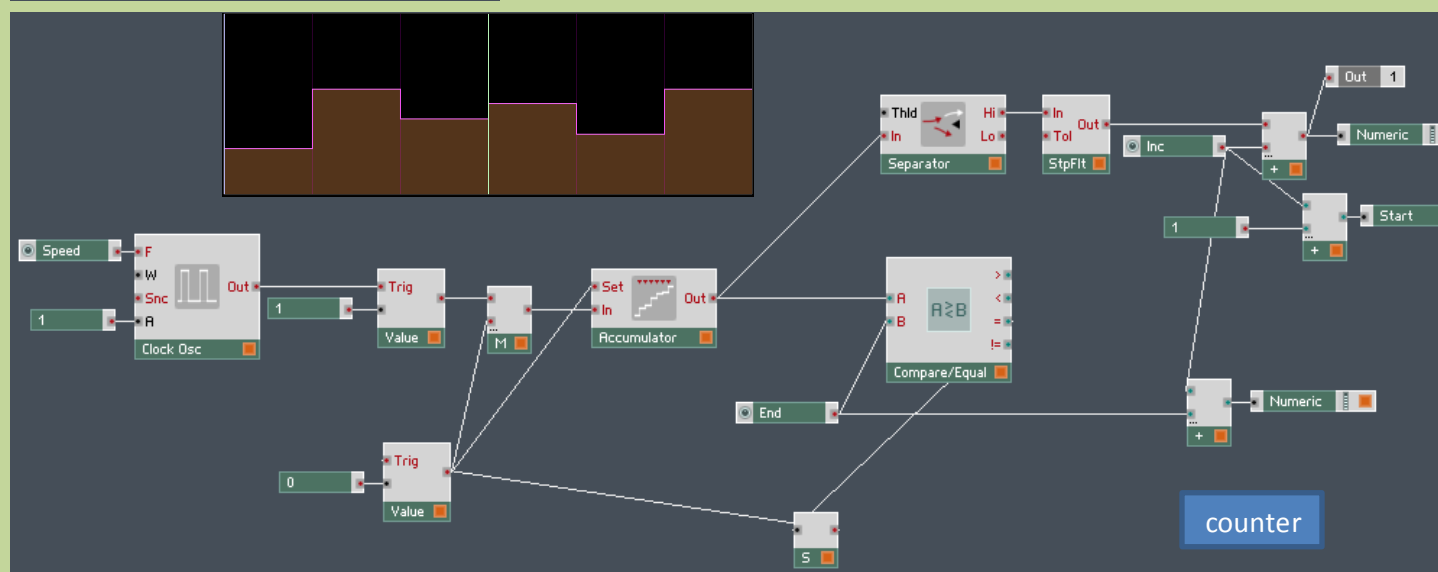 Out 1
Thld Hi
In Lo
Separator
In Out
Tol
StpFlt
Inc
...
+
Numeric
1
...
+
Start
Speed
F
W
Snc Out
A
1
Clock Osc
Trig
1
Value
...
M
Set Out
In
Accumulator
A >
B <
=
!=
A≷B
Compare/Equal
End
...
+
Numeric
Trig
0
Value
S
counter